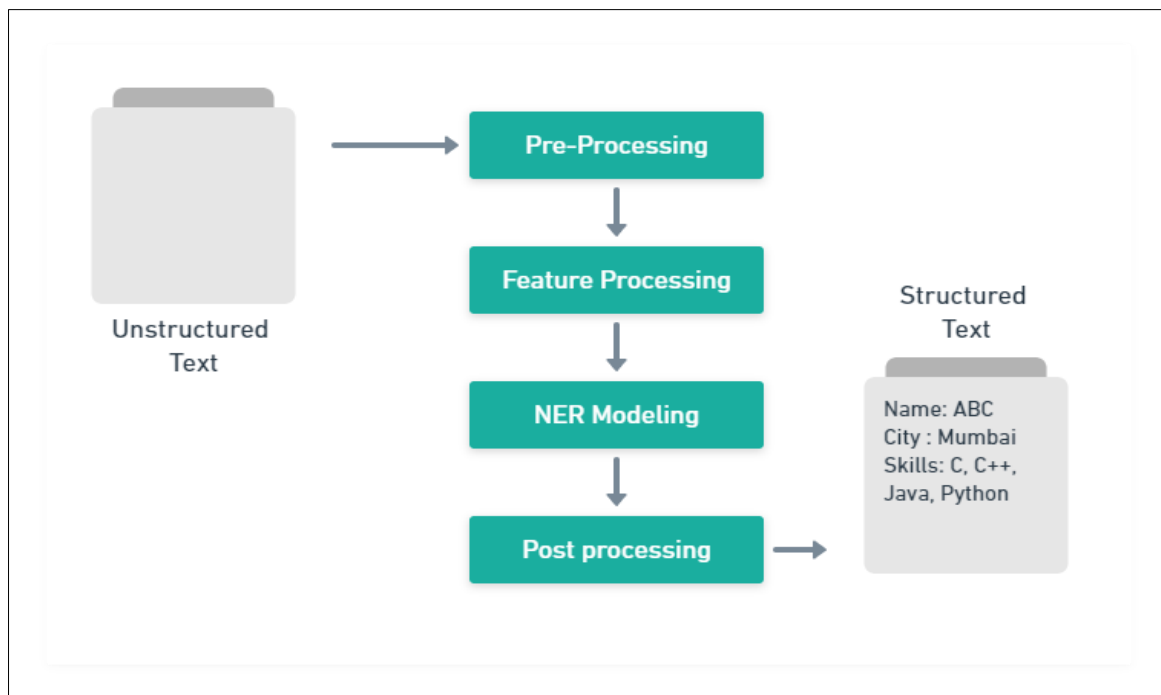 Unstructured
Text
Pre-Processing
Feature Processing
NER Modeling
Post processing
Structured
Text
Name: ABC
City : Mumbai
Skills: C, C++,
Java, Python